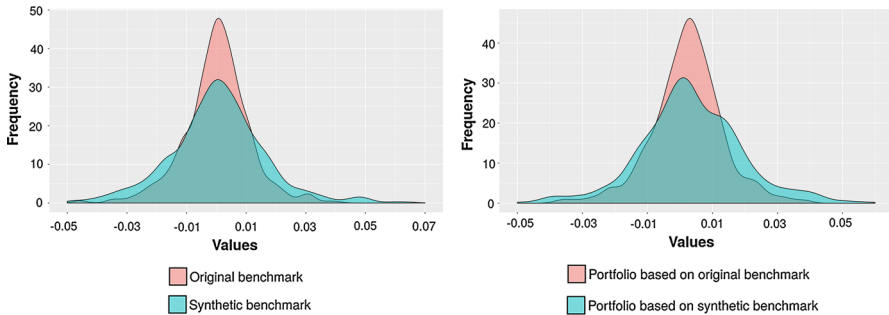 50
40
30
20
10
0
Frequency
-0.05 -0.03 -0.01 0.01 0.03 0.05 0.07
Values
Original benchmark
Synthetic benchmark
40
30
20
10
0
Frequency
-0.05 -0.03 -0.01 0.01 0.03 0.05
Values
Portfolio based on original benchmark
Portfolio based on synthetic benchmark